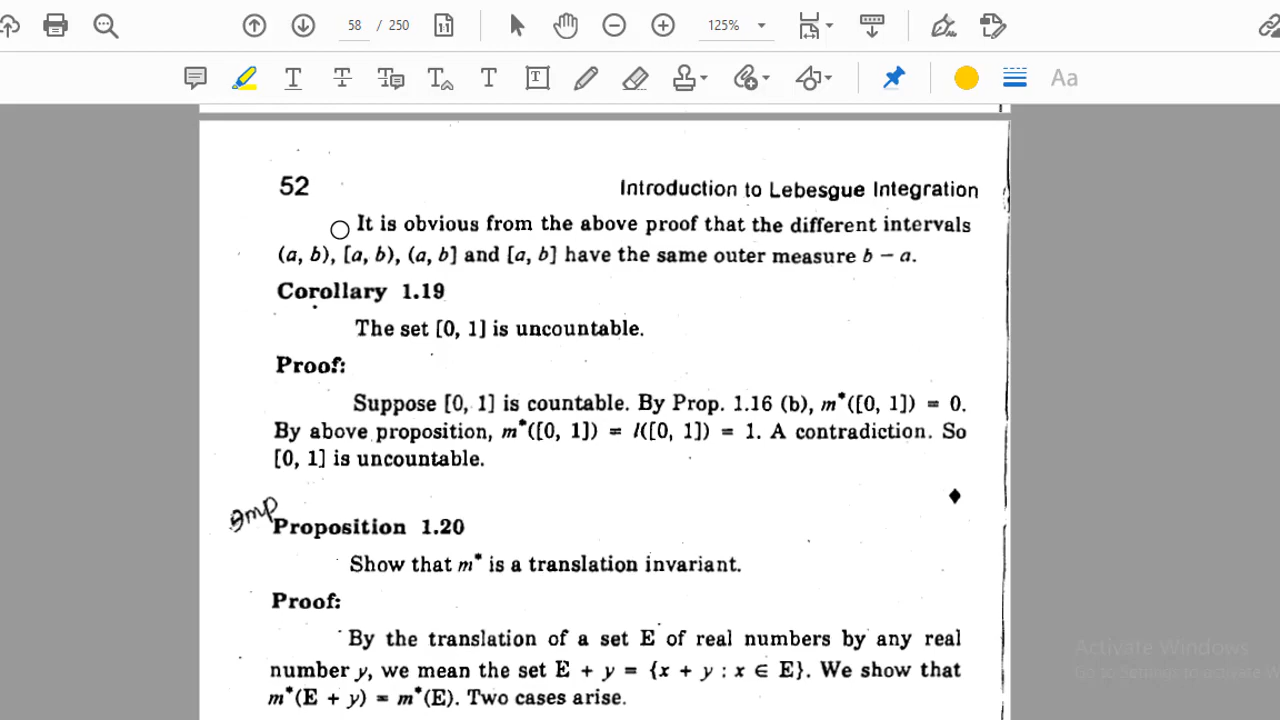 58 / 250
125%
Aa
52 Introduction to Lebesgue Integration
It is obvious from the above proof that the different intervals
(a, b), [a, b), (a, b] and [a, b] have the same outer measure b − a.
Corollary 1.19
The set [0, 1] is uncountable.
Proof:
Suppose [0, 1] is countable. By Prop. 1.16 (b), m*([0, 1]) = 0.
By above proposition, m*([0, 1]) = l([0, 1]) = 1. A contradiction. So
[0, 1] is uncountable.
Imp
Proposition 1.20
Show that m* is a translation invariant.
Proof:
By the translation of a set E of real numbers by any real
number y, we mean the set E + y = {x + y : x ∈ E}. We show that
m*(E + y) = m*(E). Two cases arise.
Activate Windows
Go to Settings to activate W